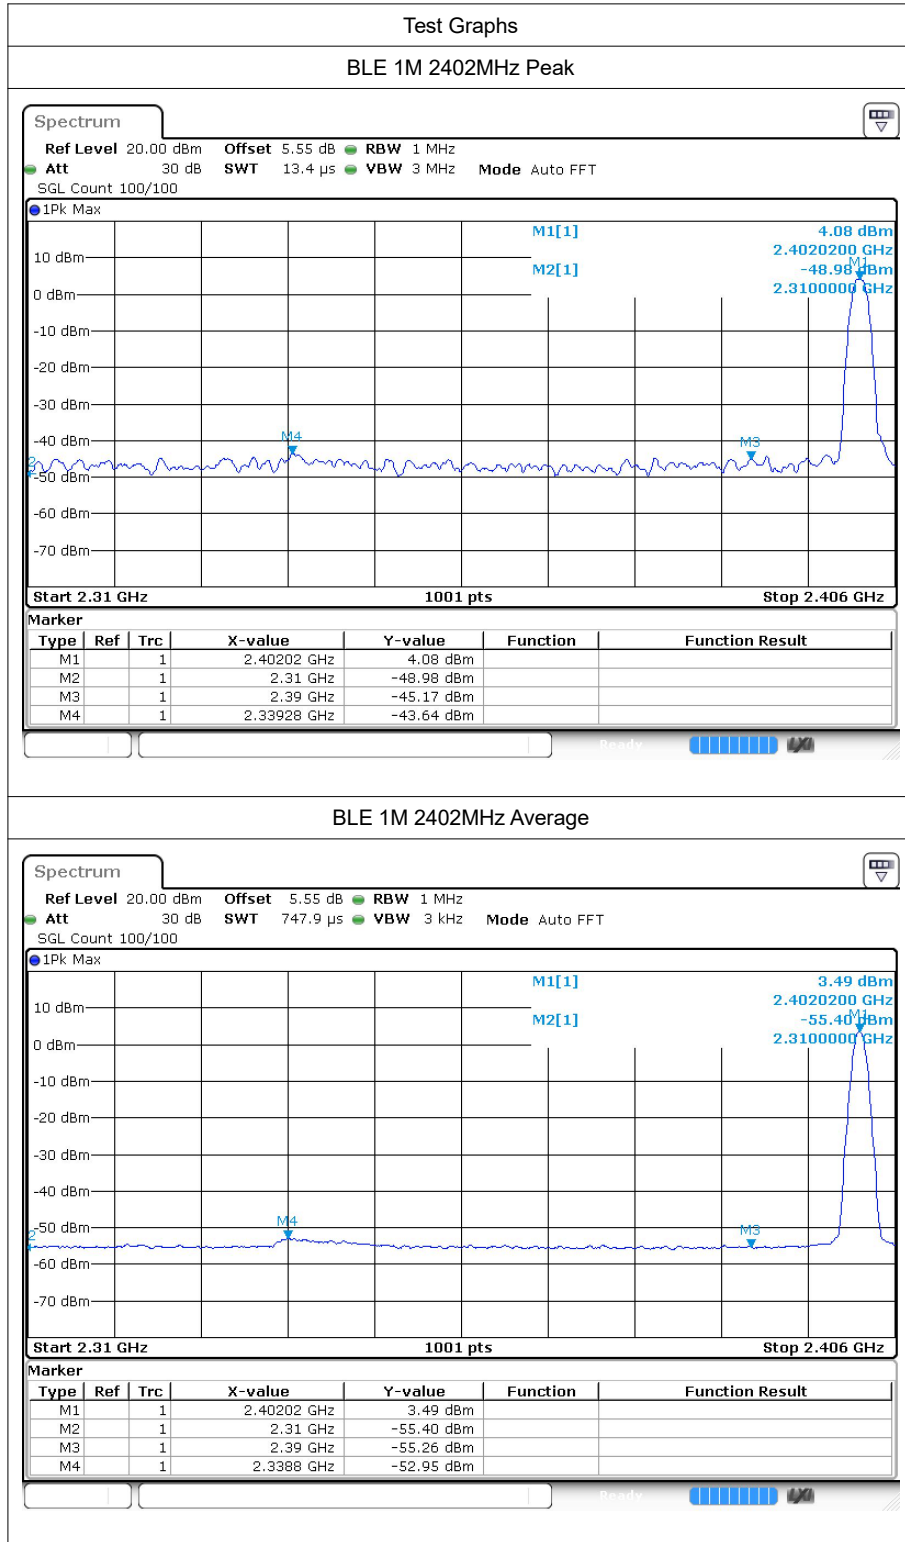 Test Graphs
BLE 1M 2402MHz Peak
Spectrum
Ref Level 20.00 dBm Offset 5.55 dB RBW 1 MHz
Att 30 dB SWT 13.4 µs VBW 3 MHz Mode Auto FFT
SGL Count 100/100
1Pk Max
M1[1] 4.08 dBm
2.4020200 GHz
M2[1] -48.98 dBm
2.3100000 GHz
M1
10 dBm
0 dBm
-10 dBm
-20 dBm
-30 dBm
-40 dBm
M4
M3
2
-50 dBm
-60 dBm
-70 dBm
Start 2.31 GHz 1001 pts Stop 2.406 GHz
Marker
Type Ref Trc X-value Y-value Function Function Result
M1 1 2.40202 GHz 4.08 dBm
M2 1 2.31 GHz -48.98 dBm
M3 1 2.39 GHz -45.17 dBm
M4 1 2.33928 GHz -43.64 dBm
Ready LXI
BLE 1M 2402MHz Average
Spectrum
Ref Level 20.00 dBm Offset 5.55 dB RBW 1 MHz
Att 30 dB SWT 747.9 µs VBW 3 kHz Mode Auto FFT
SGL Count 100/100
1Pk Max
M1[1] 3.49 dBm
2.4020200 GHz
M2[1] -55.40 dBm
2.3100000 GHz
M1
10 dBm
0 dBm
-10 dBm
-20 dBm
-30 dBm
-40 dBm
M4
-50 dBm
M3
2
-60 dBm
-70 dBm
Start 2.31 GHz 1001 pts Stop 2.406 GHz
Marker
Type Ref Trc X-value Y-value Function Function Result
M1 1 2.40202 GHz 3.49 dBm
M2 1 2.31 GHz -55.40 dBm
M3 1 2.39 GHz -55.26 dBm
M4 1 2.3388 GHz -52.95 dBm
Ready LXI